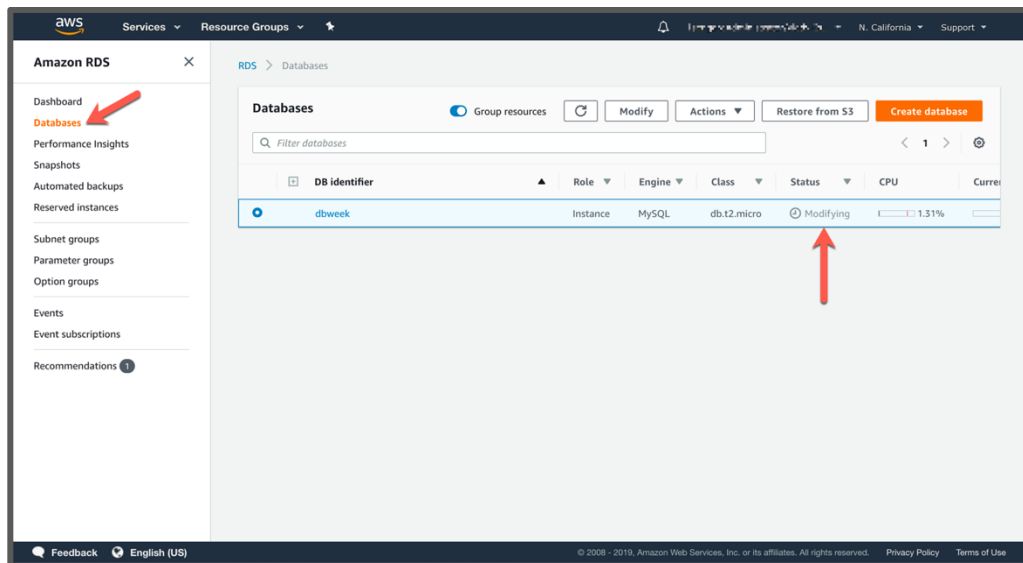 aws Services Resource Groups N. California Support
Amazon RDS
Dashboard
Databases
Performance Insights
Snapshots
Automated backups
Reserved instances
Subnet groups
Parameter groups
Option groups
Events
Event subscriptions
Recommendations 1
RDS > Databases
Databases Group resources Modify Actions Restore from S3 Create database
Filter databases 1
DB identifier Role Engine Class Status CPU Curre
dbweek Instance MySQL db.t2.micro Modifying 1.31%
Feedback English (US) © 2008 - 2019, Amazon Web Services, Inc. or its affiliates. All rights reserved. Privacy Policy Terms of Use